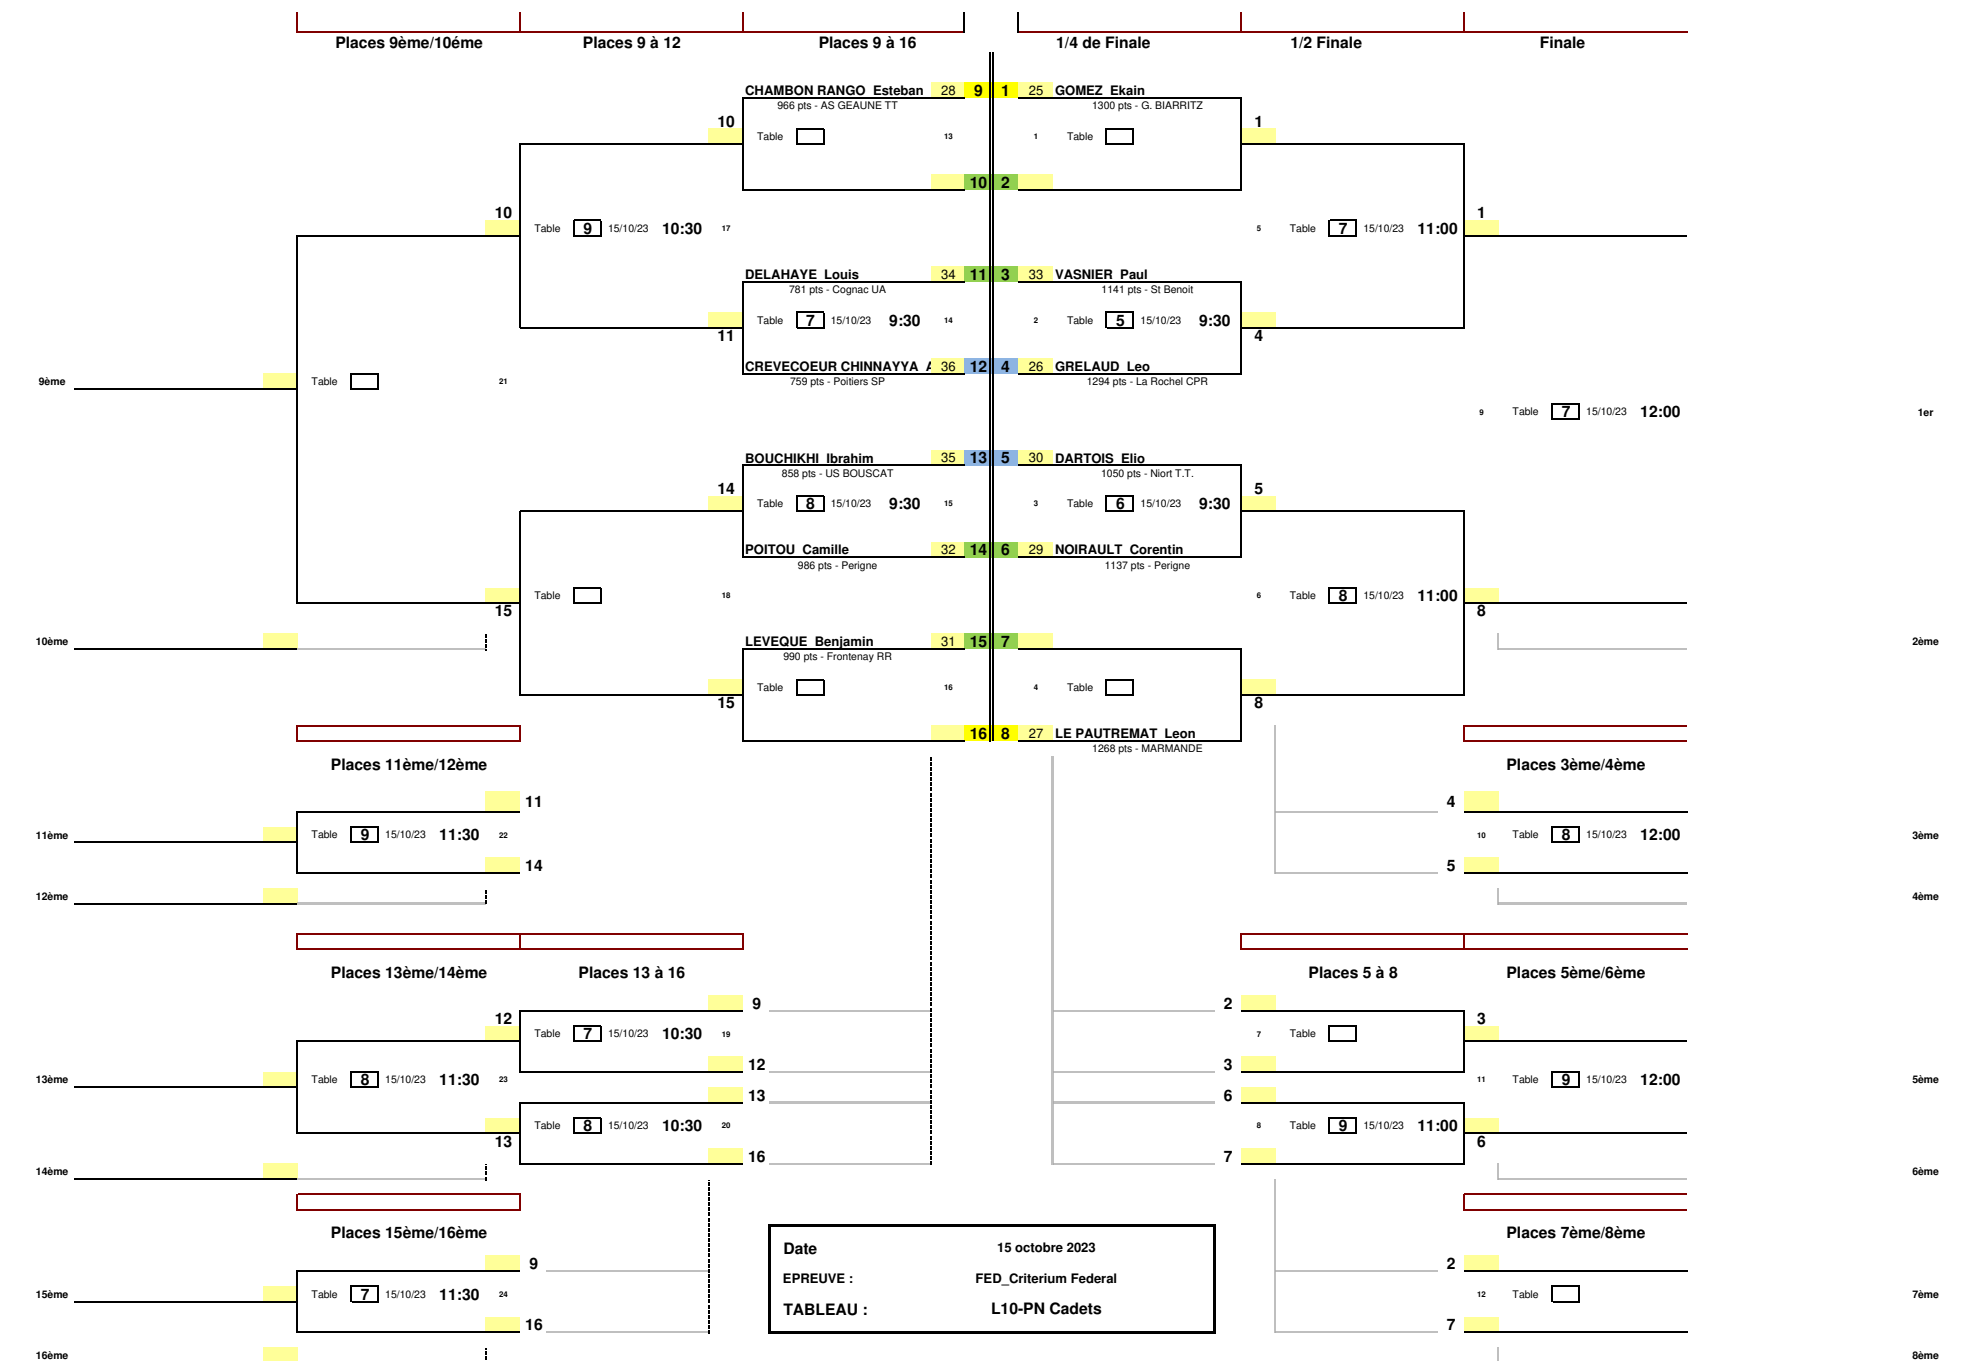 Places 9ème/10éme Places 9 à 12 Places 9 à 16 1/4 de Finale 1/2 Finale Finale
CHAMBON RANGO Esteban 28 9 1 25 GOMEZ Ekain
966 pts - AS GEAUNE TT 1300 pts - G. BIARRITZ
10 1
Table 13 1 Table
10 2
10 1
Table 9 15/10/23 10:30 17 5 Table 7 15/10/23 11:00
DELAHAYE Louis 34 11 3 33 VASNIER Paul
781 pts - Cognac UA 1141 pts - St Benoit
Table 7 15/10/23 9:30 14 2 Table 5 15/10/23 9:30
11 4
CREVECOEUR CHINNAYYA 36 12 4 26 GRELAUD Leo
759 pts - Poitiers SP 1294 pts - La Rochel CPR
9ème Table 21
9 Table 7 15/10/23 12:00 1er
BOUCHIKHI Ibrahim 35 13 5 30 DARTOIS Elio
858 pts - US BOUSCAT 1050 pts - Niort T.T.
14 5
Table 8 15/10/23 9:30 15 3 Table 6 15/10/23 9:30
POITOU Camille 32 14 6 29 NOIRAULT Corentin
986 pts - Perigne 1137 pts - Perigne
Table 18 6 Table 8 15/10/23 11:00
15 8
10ème LEVEQUE Benjamin 31 15 7 2ème
990 pts - Frontenay RR
Table 16 4 Table
15 8
16 8 27 LE PAUTREMAT Leon
1268 pts - MARMANDE
Places 11ème/12ème Places 3ème/4ème
11 4
11ème Table 9 15/10/23 11:30 22 10 Table 8 15/10/23 12:00 3ème
14 5
12ème 4ème
Places 13ème/14ème Places 13 à 16 Places 5 à 8 Places 5ème/6ème
9 2
12 3
Table 7 15/10/23 10:30 19 7 Table
12 3
13ème Table 8 15/10/23 11:30 23 11 Table 9 15/10/23 12:00 5ème
13 6
Table 8 15/10/23 10:30 20 8 Table 9 15/10/23 11:00
13 6
16 7
14ème 6ème
Places 15ème/16ème Places 7ème/8ème
Date 15 octobre 2023
9 2
EPREUVE : FED_Criterium Federal
15ème Table 7 15/10/23 11:30 24 12 Table 7ème
TABLEAU : L10-PN Cadets
16 7
16ème 8ème